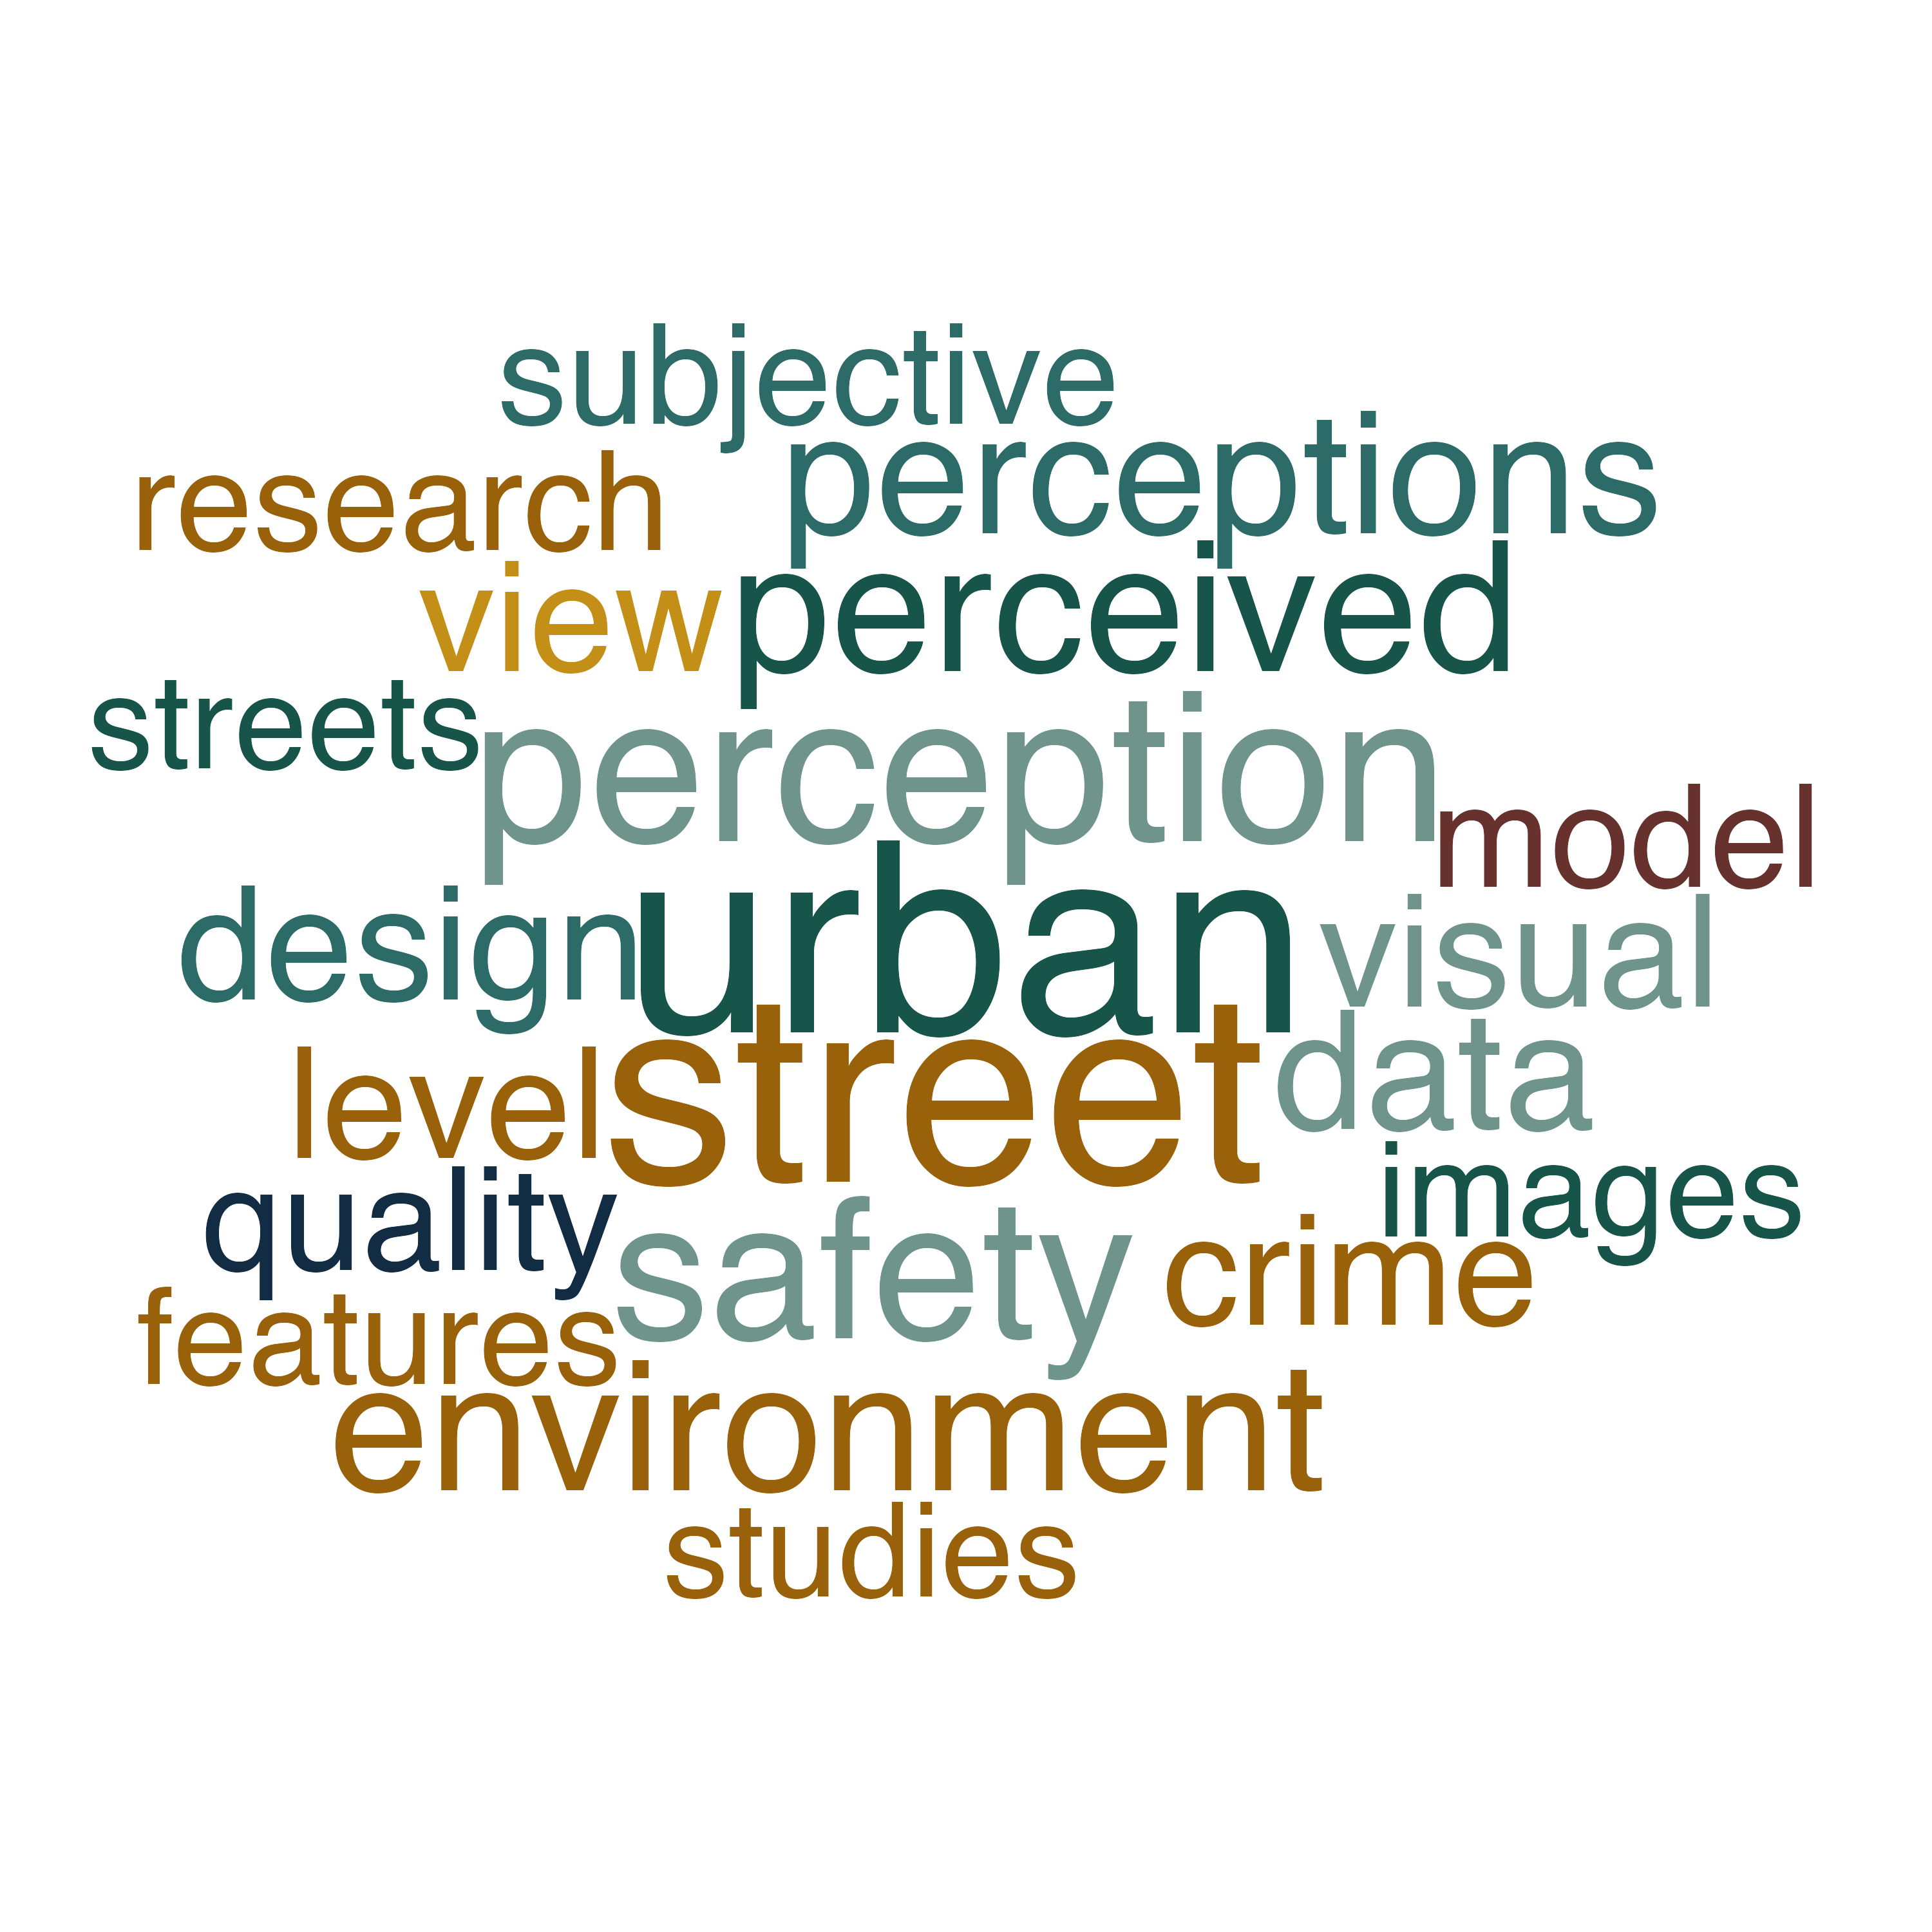 subjective
research perceptions
view perceived
streets perception
model
design urban visual
level street data
quality images
safety crime
features
environment
studies